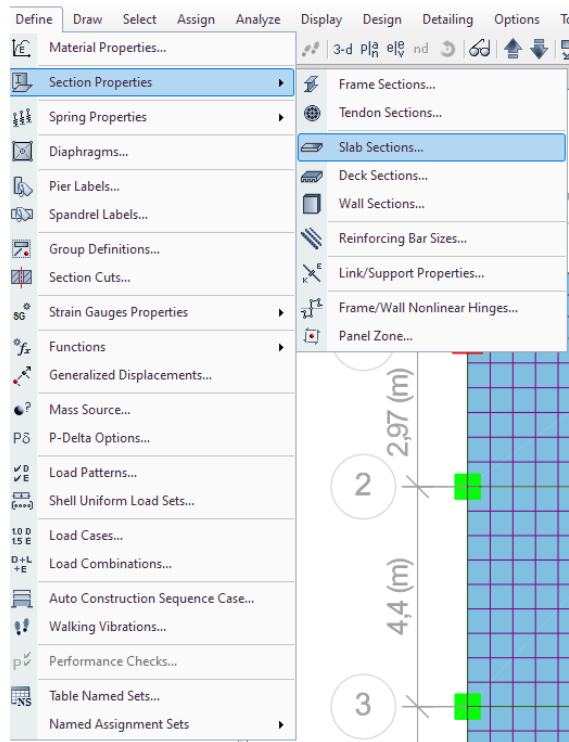 Define Draw Select Assign Analyze Display Design Detailing Options
Material Properties...
3-d nd
Section Properties
Frame Sections...
Spring Properties
Tendon Sections...
Diaphragms...
Slab Sections...
Pier Labels...
Deck Sections...
Spandrel Labels...
Wall Sections...
Group Definitions...
Reinforcing Bar Sizes...
Section Cuts...
Link/Support Properties...
Strain Gauges Properties
Frame/Wall Nonlinear Hinges...
Functions
Panel Zone...
Generalized Displacements...
Mass Source...
2,97 (m)
Pδ P-Delta Options...
Load Patterns...
2
Shell Uniform Load Sets...
Load Cases...
Load Combinations...
Auto Construction Sequence Case...
4,4 (m)
Walking Vibrations...
Performance Checks...
Table Named Sets...
3
Named Assignment Sets